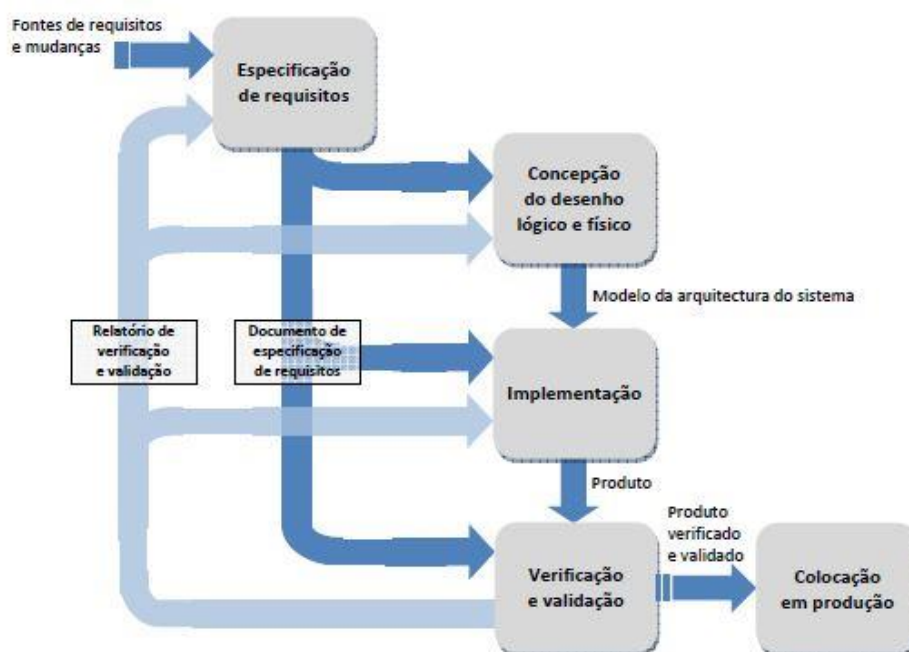 Fontes de requisitos
e mudanças
Especificação
de requisitos
Concepção
do desenho
lógico e físico
Modelo da arquitectura do sistema
Relatório de
verificação
e validação
Documento de
especificação
de requisitos
Implementação
Produto
Produto
verificado
e validado
Verificação
e validação
Colocação
em produção